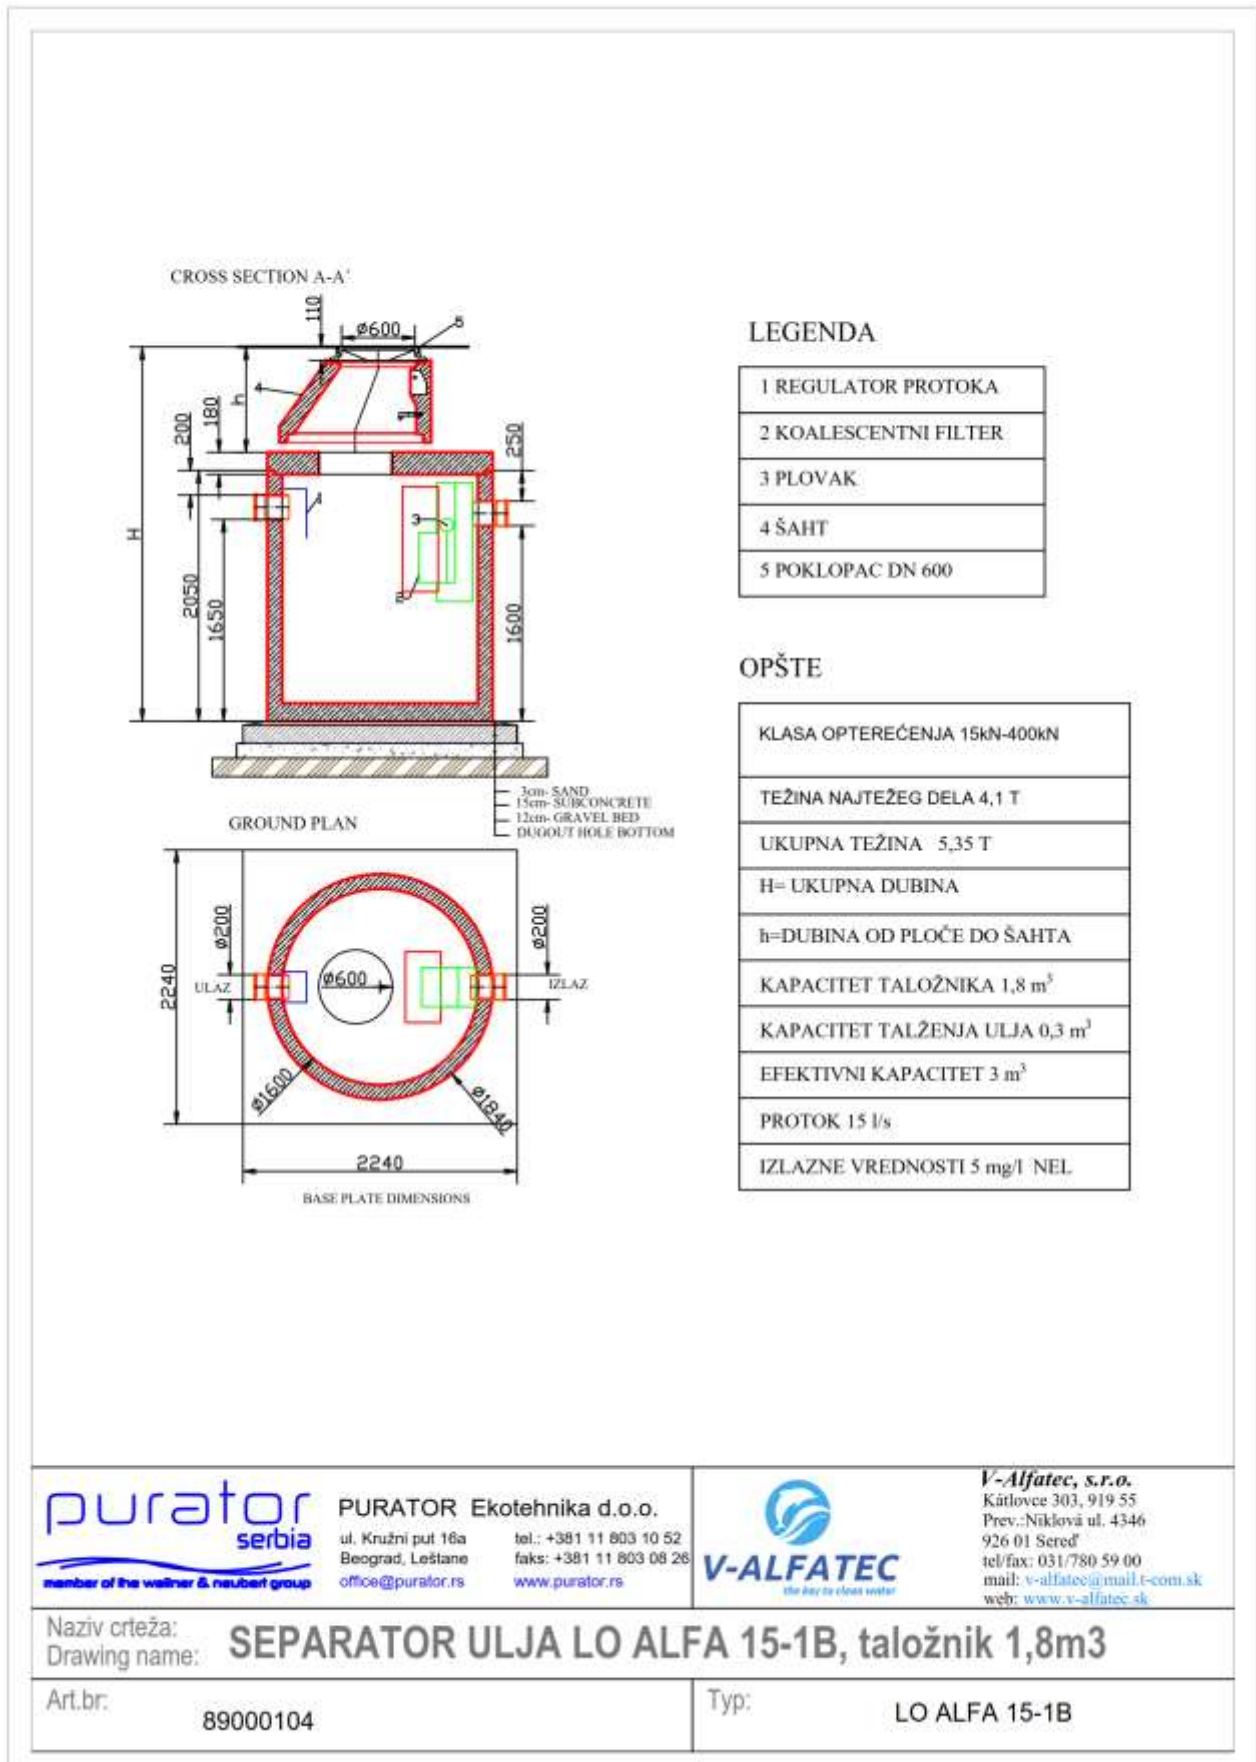 CROSS SECTION A-A'
110
Ø600
5
4
h
180
200
250
H
1
3
2
2050
1650
1600
3cm- SAND
15cm- SUBCONCRETE
12cm- GRAVEL BED
DUGOUT HOLE BOTTOM
GROUND PLAN
Ø200
Ø200
2240
ULAZ
Ø600
IZLAZ
Ø1600
Ø1840
2240
BASE PLATE DIMENSIONS
LEGENDA
1 REGULATOR PROTOKA
2 KOALESCENTNI FILTER
3 PLOVAK
4 ŠAHT
5 POKLOPAC DN 600
OPŠTE
KLASA OPTEREĆENJA 15kN-400kN
TEŽINA NAJTEŽEG DELA 4,1 T
UKUPNA TEŽINA 5,35 T
H= UKUPNA DUBINA
h=DUBINA OD PLOČE DO ŠAHTA
KAPACITET TALOŽNIKA 1,8 m³
KAPACITET TALŽENJA ULJA 0,3 m³
EFEKTIVNI KAPACITET 3 m³
PROTOK 15 l/s
IZLAZNE VREDNOSTI 5 mg/l NEL
purator
serbia
member of the wallner & neubert group
PURATOR Ekotehnika d.o.o.
ul. Kružni put 16a tel.: +381 11 803 10 52
Beograd, Leštane faks: +381 11 803 08 26
office@purator.rs www.purator.rs
V-ALFATEC
the key to clean water
V-Alfatec, s.r.o.
Kátlovce 303, 919 55
Prev.:Niklová ul. 4346
926 01 Sereď
tel/fax: 031/780 59 00
mail: v-alfatec@mail.t-com.sk
web: www.v-alfatec.sk
Naziv crteža:
Drawing name:
SEPARATOR ULJA LO ALFA 15-1B, taložnik 1,8m3
Art.br:
89000104
Typ:
LO ALFA 15-1B